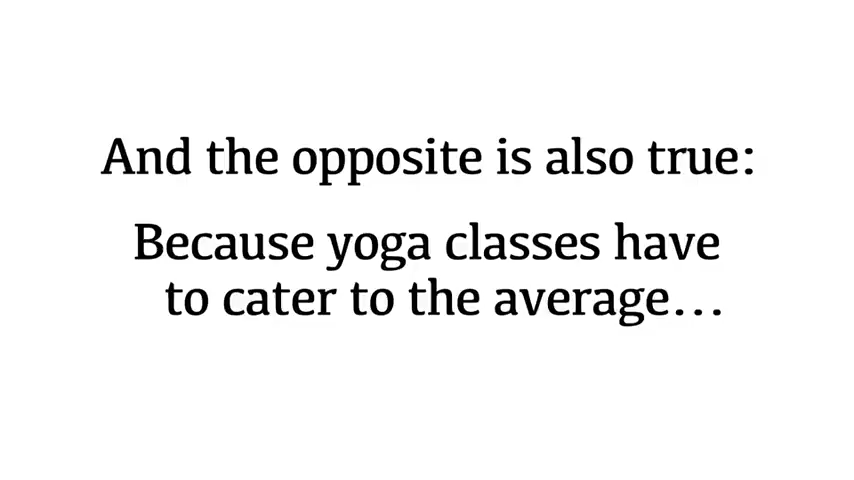 And the opposite is also true:
Because yoga classes have
to cater to the average...